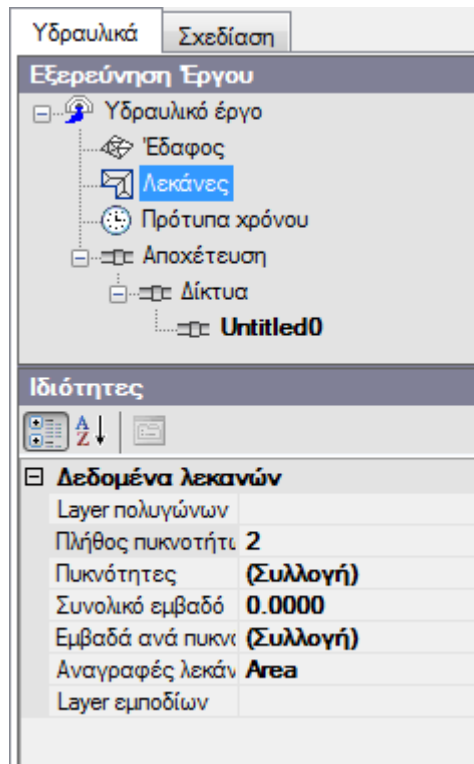 Υδραυλικά Σχεδίαση
Εξερεύνηση Έργου
Υδραυλικό έργο
Έδαφος
Λεκάνες
Πρότυπα χρόνου
Αποχέτευση
Δίκτυα
Untitled0
Ιδιότητες
Δεδομένα λεκανών
Layer πολυγώνων
Πλήθος πυκνοτήτω 2
Πυκνότητες (Συλλογή)
Συνολικό εμβαδό 0.0000
Εμβαδά ανά πυκνο (Συλλογή)
Αναγραφές λεκάν Area
Layer εμποδίων